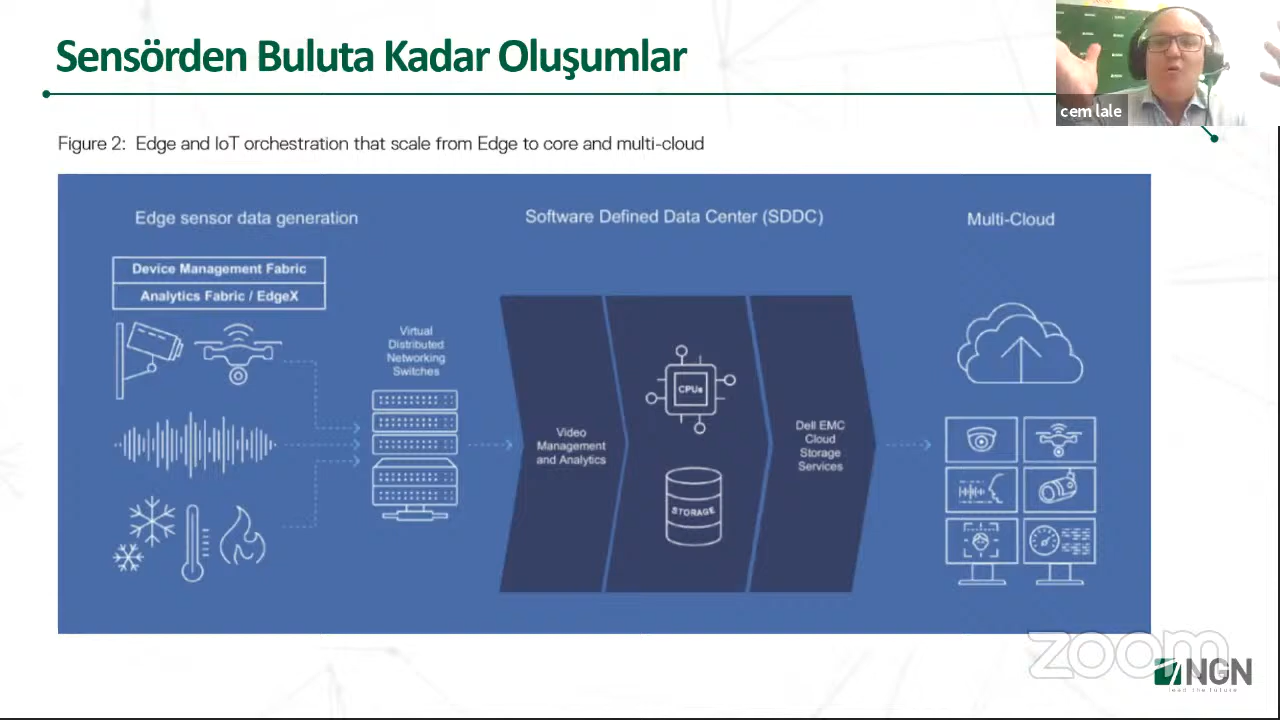 Sensörden Buluta Kadar Oluşumlar
cem lale
Figure 2: Edge and IoT orchestration that scale from Edge to core and multi-cloud
Edge sensor data generation
Software Defined Data Center (SDDC)
Multi-Cloud
Device Management Fabric
Analytics Fabric / EdgeX
Virtual
Distributed
Networking
Switches
Video
Management
and Analytics
CPUs
STORAGE
Dell EMC
Cloud
Storage
Services
zoom
NGN
lead the future